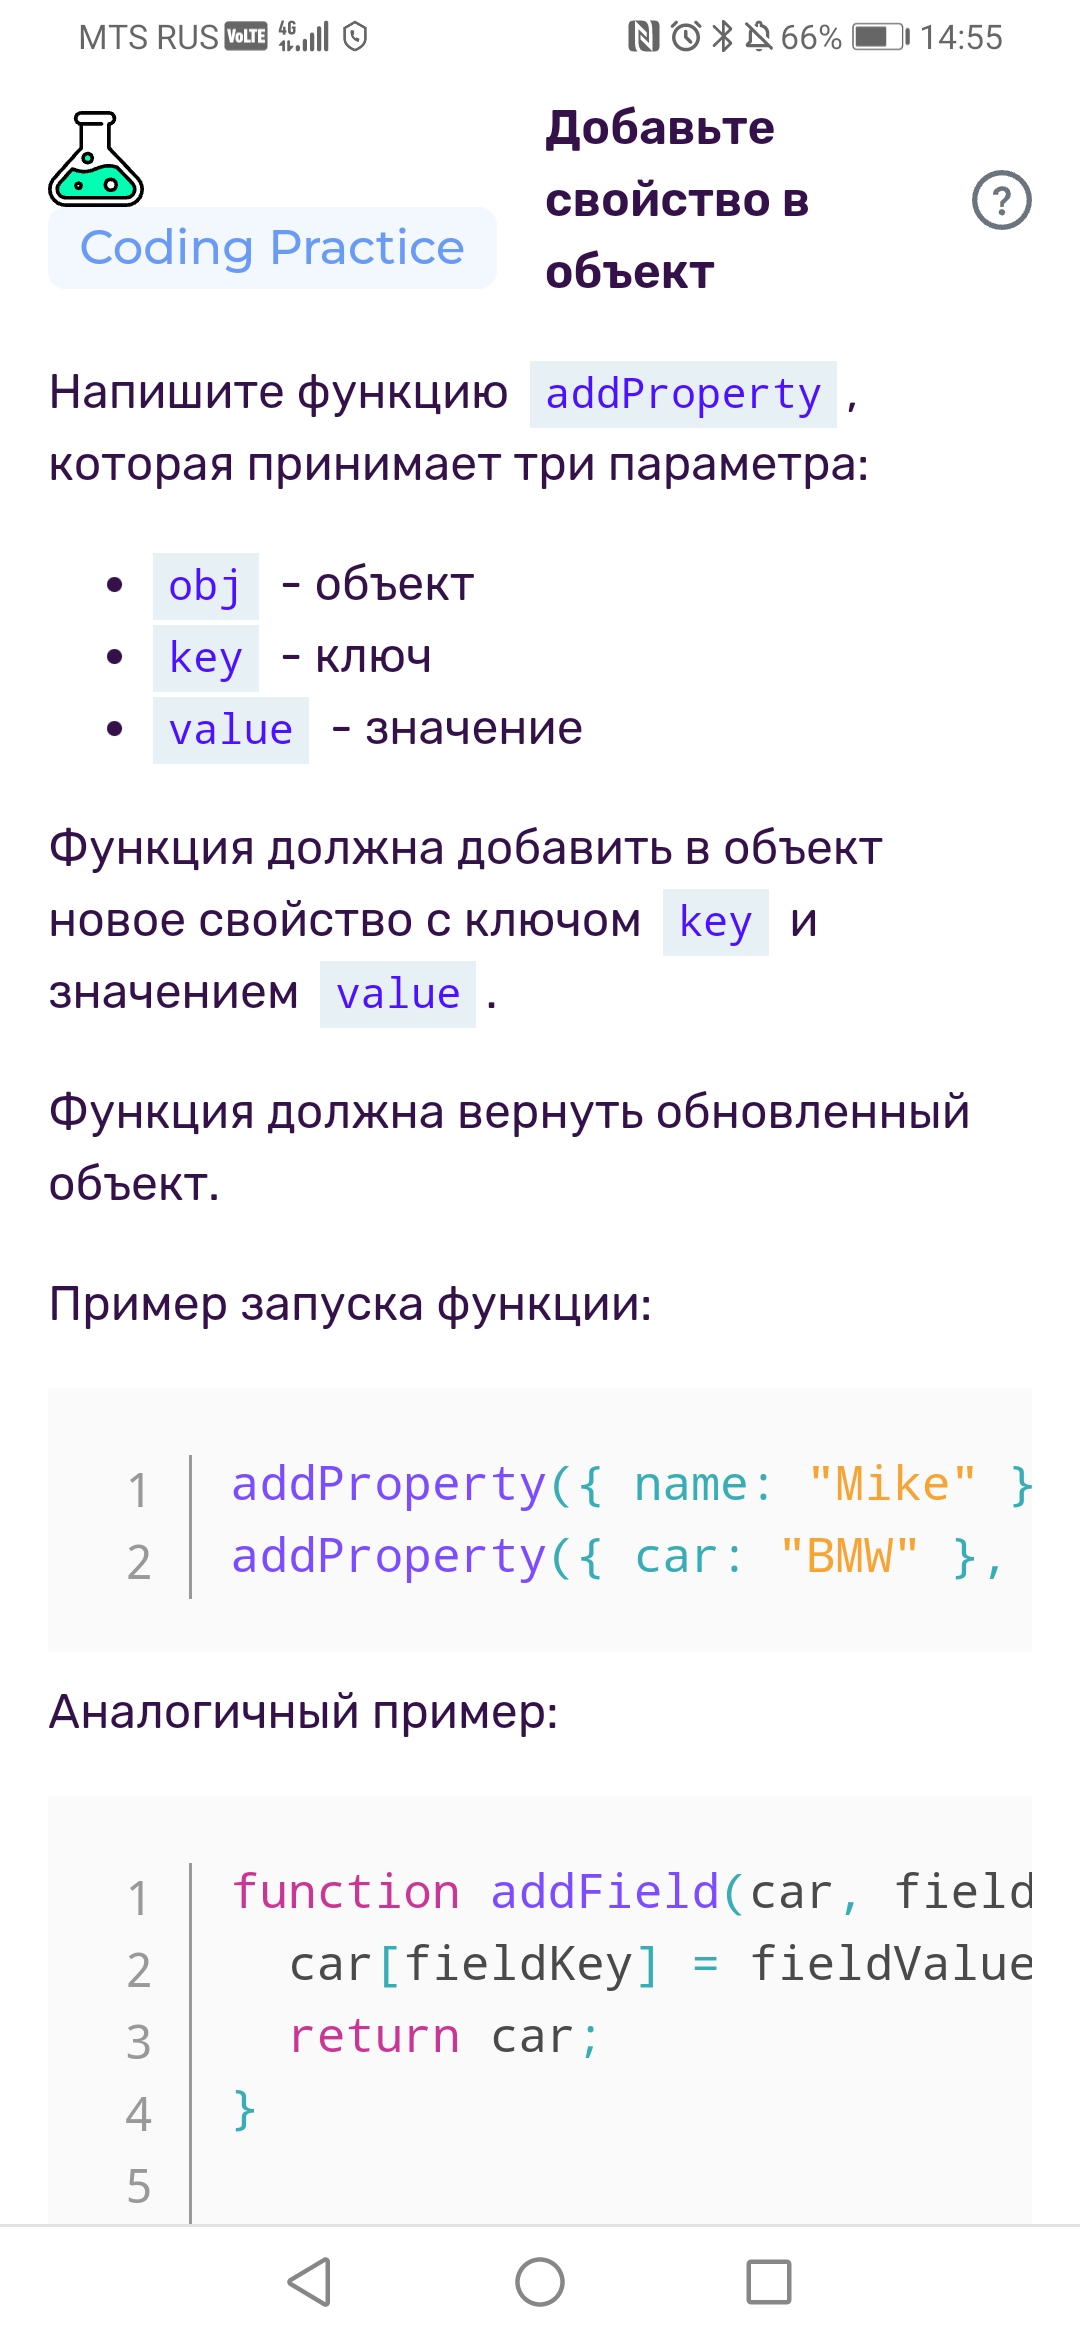 MTS RUS VoLTE 4G 66% 14:55
Добавьте
свойство в
объект
?
Coding Practice
Напишите функцию addProperty ,
которая принимает три параметра:
• obj - объект
• key - ключ
• value - значение
Функция должна добавить в объект
новое свойство с ключом key и
значением value .
Функция должна вернуть обновленный
объект.
Пример запуска функции:
1 addProperty({ name: "Mike" }
2 addProperty({ car: "BMW" },
Аналогичный пример:
1 function addField(car, field
2 car[fieldKey] = fieldValue
3 return car;
4 }
5